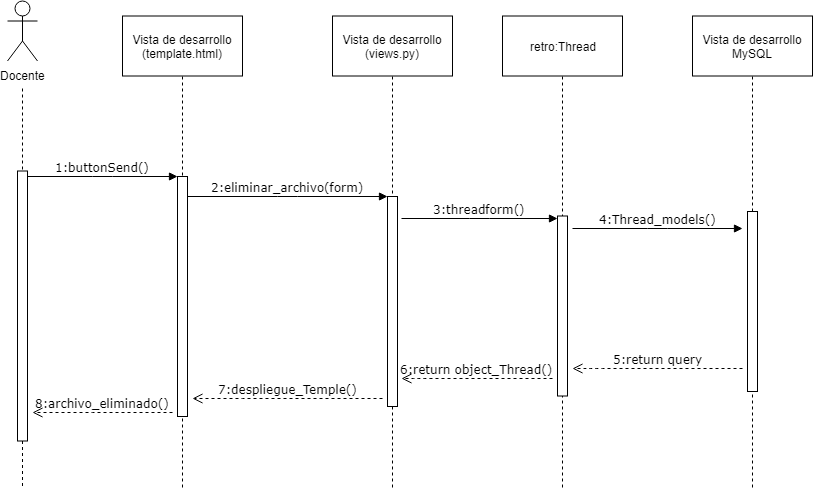 Vista de desarrollo
(template.html)
Vista de desarrollo
(views.py)
retro:Thread
Vista de desarrollo
MySQL
Docente
1:buttonSend()
2:eliminar_archivo(form)
3:threadform()
4:Thread_models()
5:return query
6:return object_Thread()
7:despliegue_Temple()
8:archivo_eliminado()